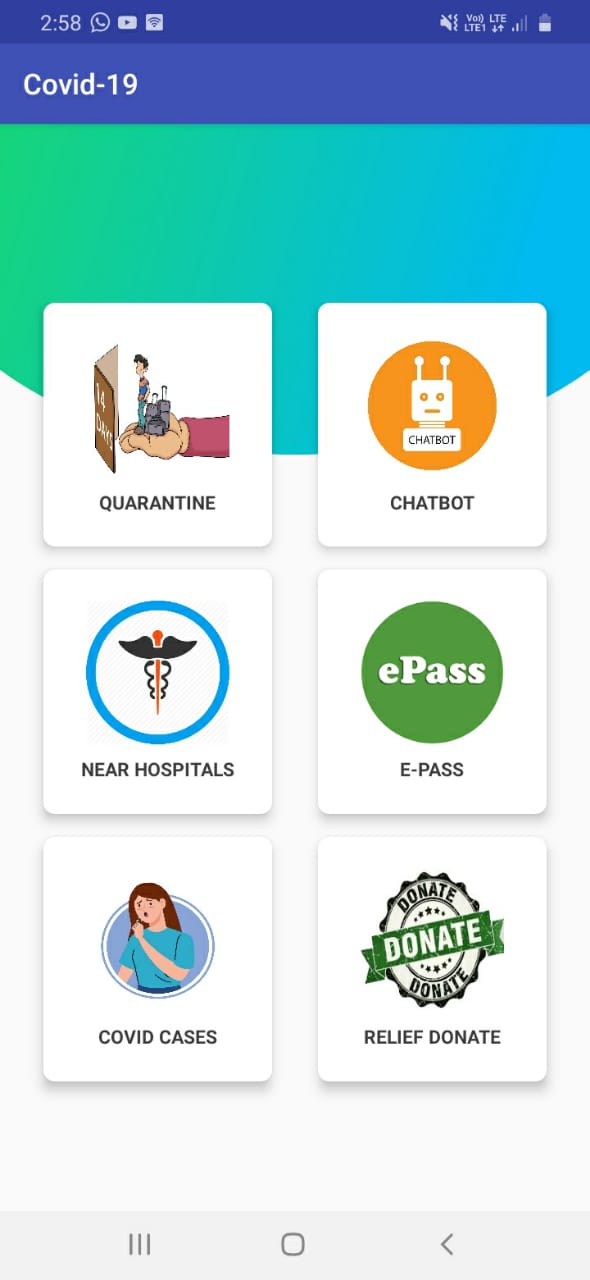 2:58
Vo) LTE
LTE1
Covid-19
14
DAYS
QUARANTINE
CHATBOT
CHATBOT
NEAR HOSPITALS
ePass
E-PASS
COVID CASES
DONATE
DONATE
DONATE
RELIEF DONATE